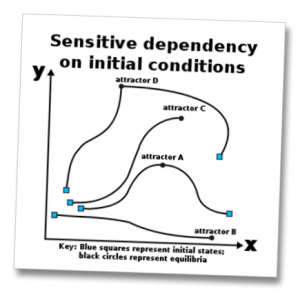 Sensitive dependency
on initial conditions
y
attractor D
attractor C
attractor A
attractor B
x
Key: Blue squares represent initial states;
black circles represent equilibria